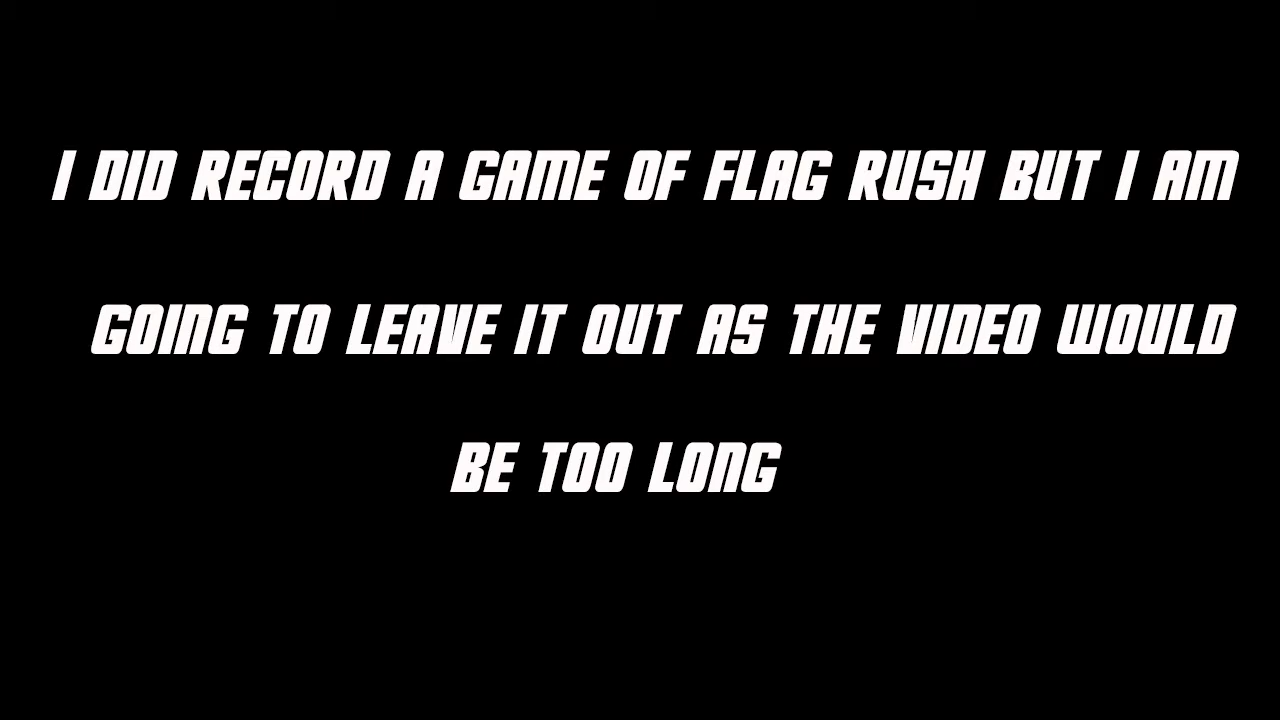 I DID RECORD A GAME OF FLAG RUSH BUT I AM
GOING TO LEAVE IT OUT AS THE VIDEO WOULD
BE TOO LONG